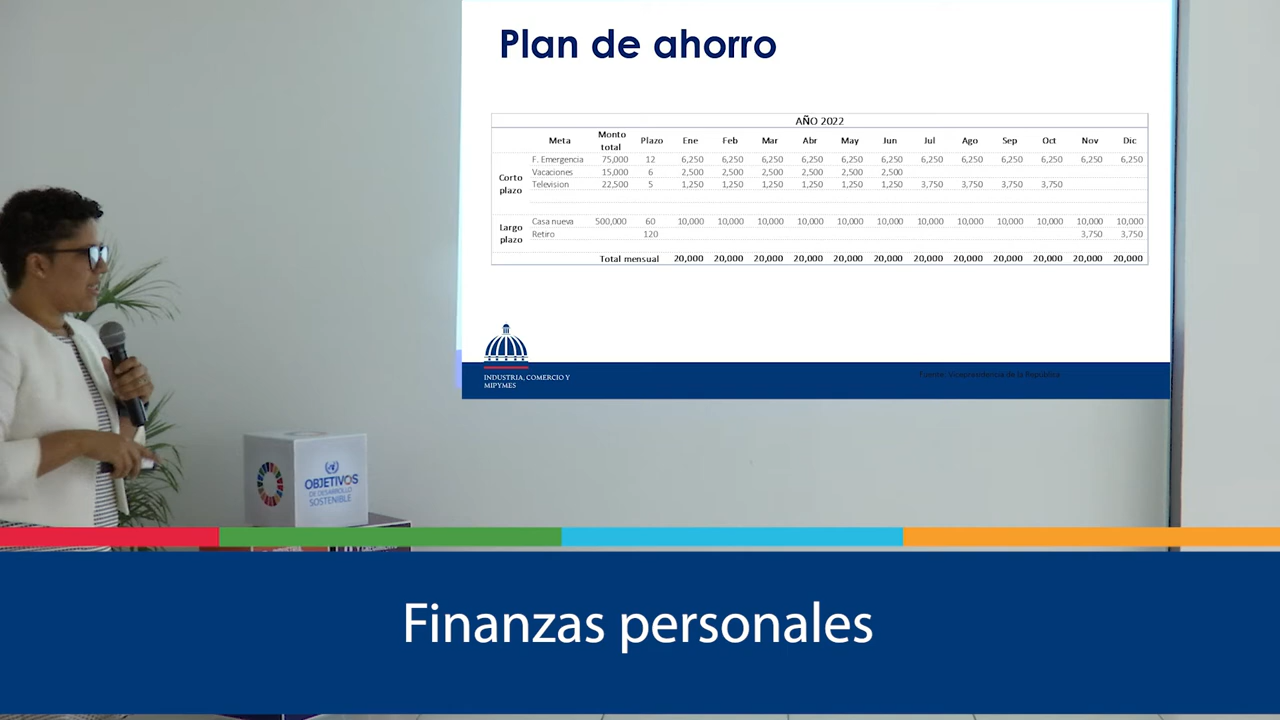 Plan de ahorro
AÑO 2022
Meta Monto total Plazo Ene Feb Mar Abr May Jun Jul Ago Sep Oct Nov Dic
Corto plazo
F. Emergencia 75,000 12 6,250 6,250 6,250 6,250 6,250 6,250 6,250 6,250 6,250 6,250 6,250 6,250
Vacaciones 15,000 6 2,500 2,500 2,500 2,500 2,500 2,500
Television 22,500 5 1,250 1,250 1,250 1,250 1,250 1,250 3,750 3,750 3,750 3,750
Largo plazo
Casa nueva 500,000 60 10,000 10,000 10,000 10,000 10,000 10,000 10,000 10,000 10,000 10,000 10,000 10,000
Retiro 120 3,750 3,750
Total mensual 20,000 20,000 20,000 20,000 20,000 20,000 20,000 20,000 20,000 20,000 20,000 20,000
INDUSTRIA, COMERCIO Y
MIPYMES
Fuente: Vicepresidencia de la República
OBJETIVOS
DE DESARROLLO
SOSTENIBLE
Finanzas personales